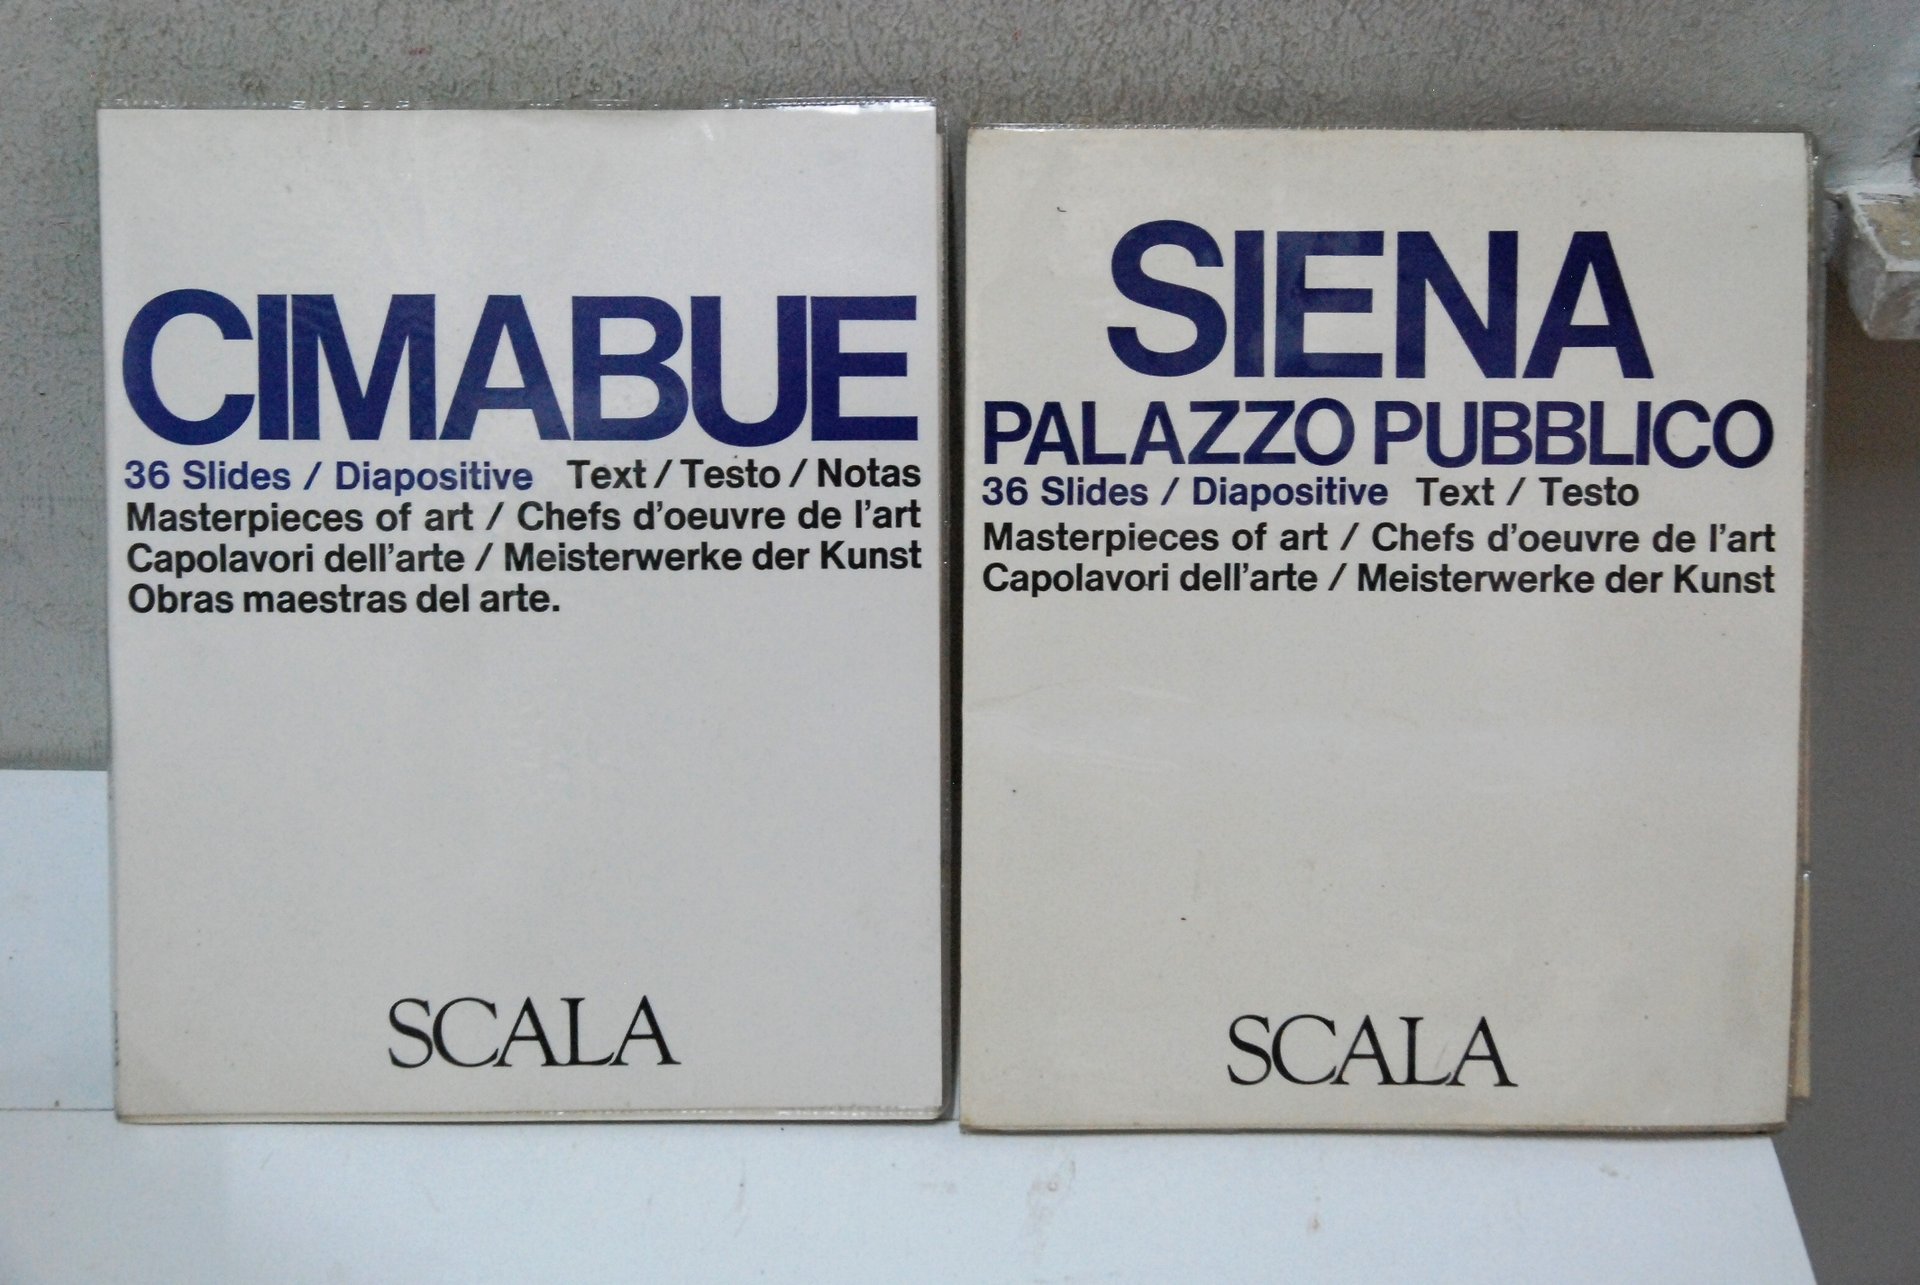 CIMABUE
36 Slides / Diapositive Text / Testo / Notas
Masterpieces of art / Chefs d'oeuvre de l'art
Capolavori dell'arte / Meisterwerke der Kunst
Obras maestras del arte.
SCALA
SIENA
PALAZZO PUBBLICO
36 Slides / Diapositive Text / Testo
Masterpieces of art / Chefs d'oeuvre de l'art
Capolavori dell'arte / Meisterwerke der Kunst
SCALA